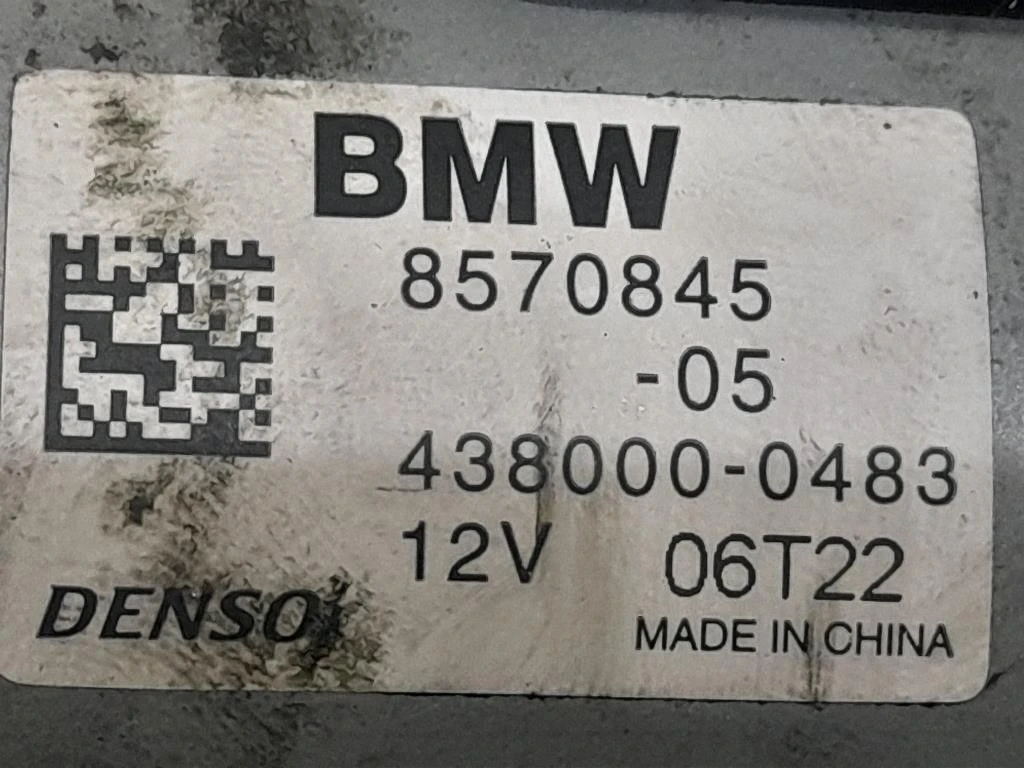 BMW
8570845
-05
438000-0483
12V 06T22
DENSO MADE IN CHINA